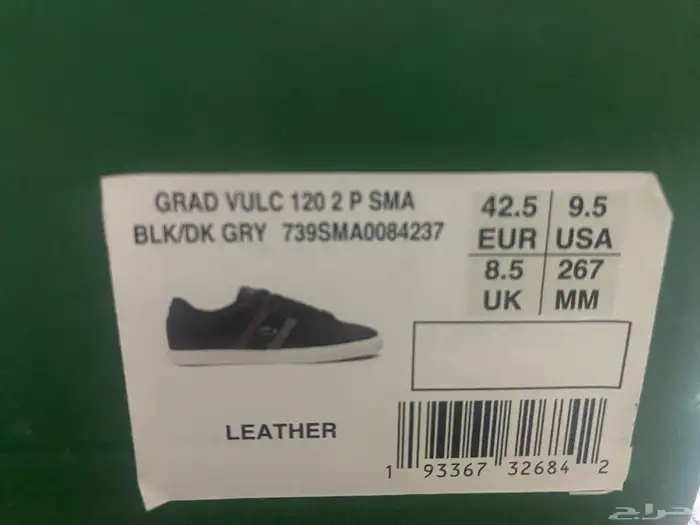 GRAD VULC 120 2 P SMA
BLK/DK GRY 739SMA0084237
42.5 9.5
EUR USA
8.5 267
UK MM
LEATHER
1 93367 32684 2
حراج